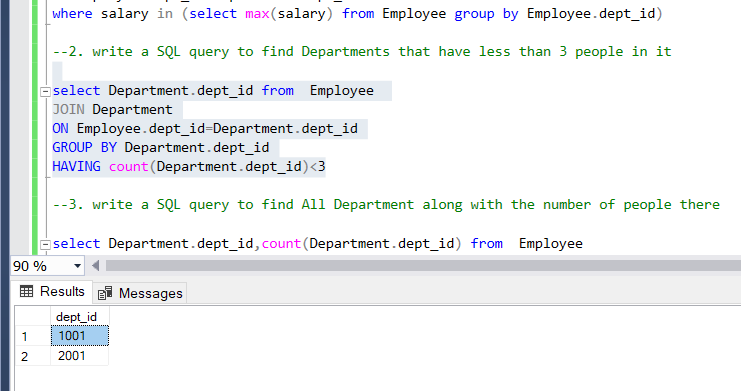 where salary in (select max(salary) from Employee group by Employee.dept_id)
--2. write a SQL query to find Departments that have less than 3 people in it
select Department.dept_id from  Employee
JOIN Department
ON Employee.dept_id=Department.dept_id
GROUP BY Department.dept_id
HAVING count(Department.dept_id)<3
--3. write a SQL query to find All Department along with the number of people there
select Department.dept_id,count(Department.dept_id) from  Employee
90 %
Results Messages
dept_id
1 1001
2 2001